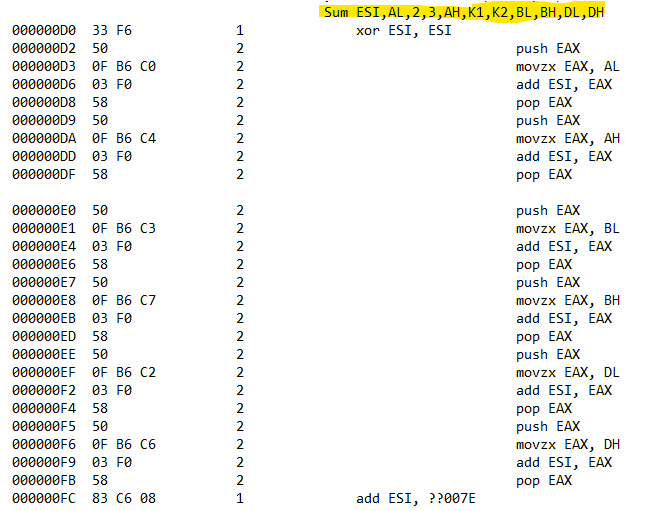 Sum ESI,AL,2,3,AH,K1,K2,BL,BH,DL,DH
000000D0 33 F6 1 xor ESI, ESI
000000D2 50 2 push EAX
000000D3 0F B6 C0 2 movzx EAX, AL
000000D6 03 F0 2 add ESI, EAX
000000D8 58 2 pop EAX
000000D9 50 2 push EAX
000000DA 0F B6 C4 2 movzx EAX, AH
000000DD 03 F0 2 add ESI, EAX
000000DF 58 2 pop EAX
000000E0 50 2 push EAX
000000E1 0F B6 C3 2 movzx EAX, BL
000000E4 03 F0 2 add ESI, EAX
000000E6 58 2 pop EAX
000000E7 50 2 push EAX
000000E8 0F B6 C7 2 movzx EAX, BH
000000EB 03 F0 2 add ESI, EAX
000000ED 58 2 pop EAX
000000EE 50 2 push EAX
000000EF 0F B6 C2 2 movzx EAX, DL
000000F2 03 F0 2 add ESI, EAX
000000F4 58 2 pop EAX
000000F5 50 2 push EAX
000000F6 0F B6 C6 2 movzx EAX, DH
000000F9 03 F0 2 add ESI, EAX
000000FB 58 2 pop EAX
000000FC 83 C6 08 1 add ESI, ??007E